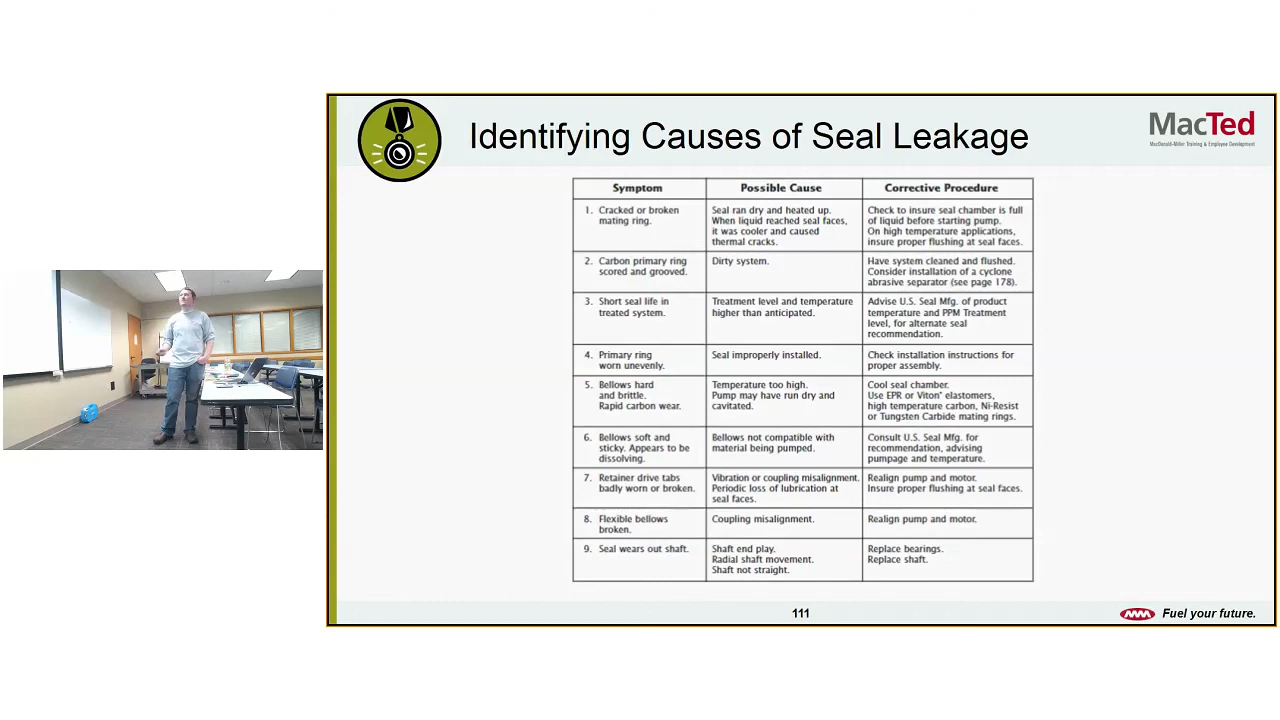 Identifying Causes of Seal Leakage
MacTed
MacDonald-Miller Training & Employee Development
Symptom
Possible Cause
Corrective Procedure
1. Cracked or broken
mating ring.
Seal ran dry and heated up.
When liquid reached seal faces,
it was cooler and caused
thermal cracks.
Check to insure seal chamber is full
of liquid before starting pump.
On high temperature applications,
insure proper flushing at seal faces.
2. Carbon primary ring
scored and grooved.
Dirty system.
Have system cleaned and flushed.
Consider installation of a cyclone
abrasive separator (see page 178).
3. Short seal life in
treated system.
Treatment level and temperature
higher than anticipated.
Advise U.S. Seal Mfg. of product
temperature and PPM Treatment
level, for alternate seal
recommendation.
4. Primary ring
worn unevenly.
Seal improperly installed.
Check installation instructions for
proper assembly.
5. Bellows hard
and brittle.
Rapid carbon wear.
Temperature too high.
Pump may have run dry and
cavitated.
Cool seal chamber.
Use EPR or Viton* elastomers,
high temperature carbon, Ni-Resist
or Tungsten Carbide mating rings.
6. Bellows soft and
sticky. Appears to be
dissolving.
Bellows not compatible with
material being pumped.
Consult U.S. Seal Mfg. for
recommendation, advising
pumpage and temperature.
7. Retainer drive tabs
badly worn or broken.
Vibration or coupling misalignment.
Periodic loss of lubrication at
seal faces.
Realign pump and motor.
Insure proper flushing at seal faces.
8. Flexible bellows
broken.
Coupling misalignment.
Realign pump and motor.
9. Seal wears out shaft.
Shaft end play.
Radial shaft movement.
Shaft not straight.
Replace bearings.
Replace shaft.
111
Fuel your future.